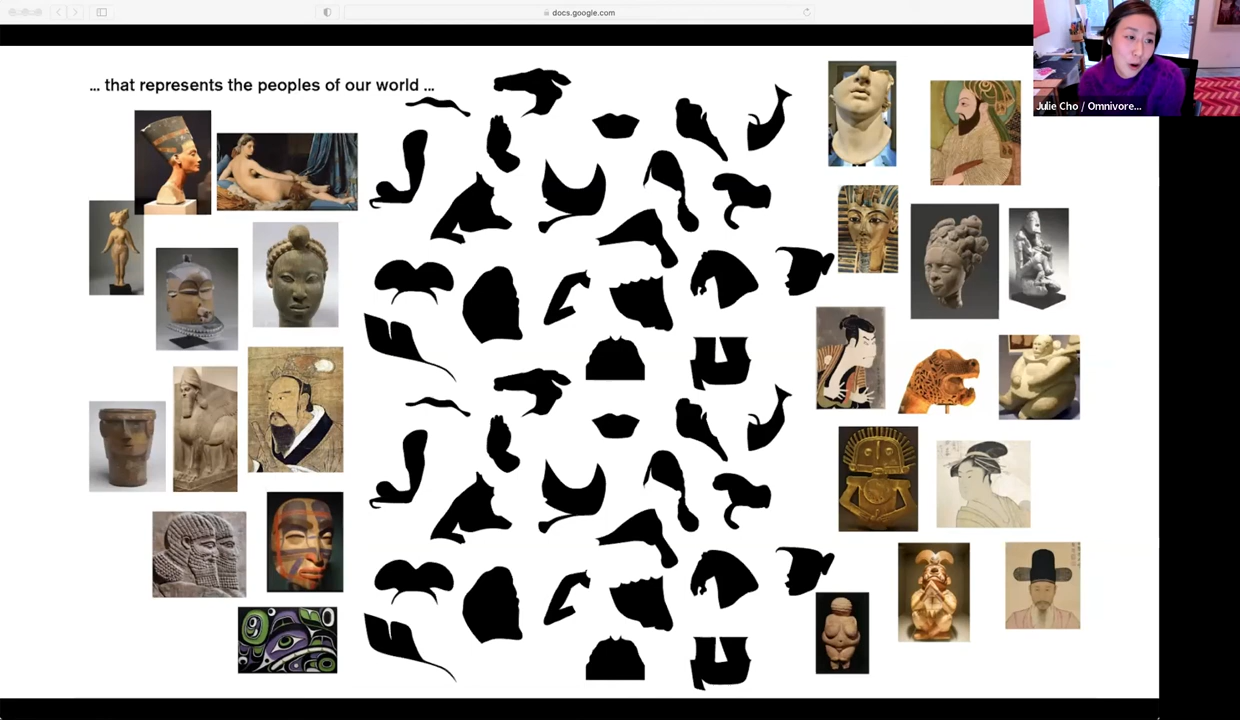 docs.google.com
... that represents the peoples of our world ...
Julie Cho / Omnivore...